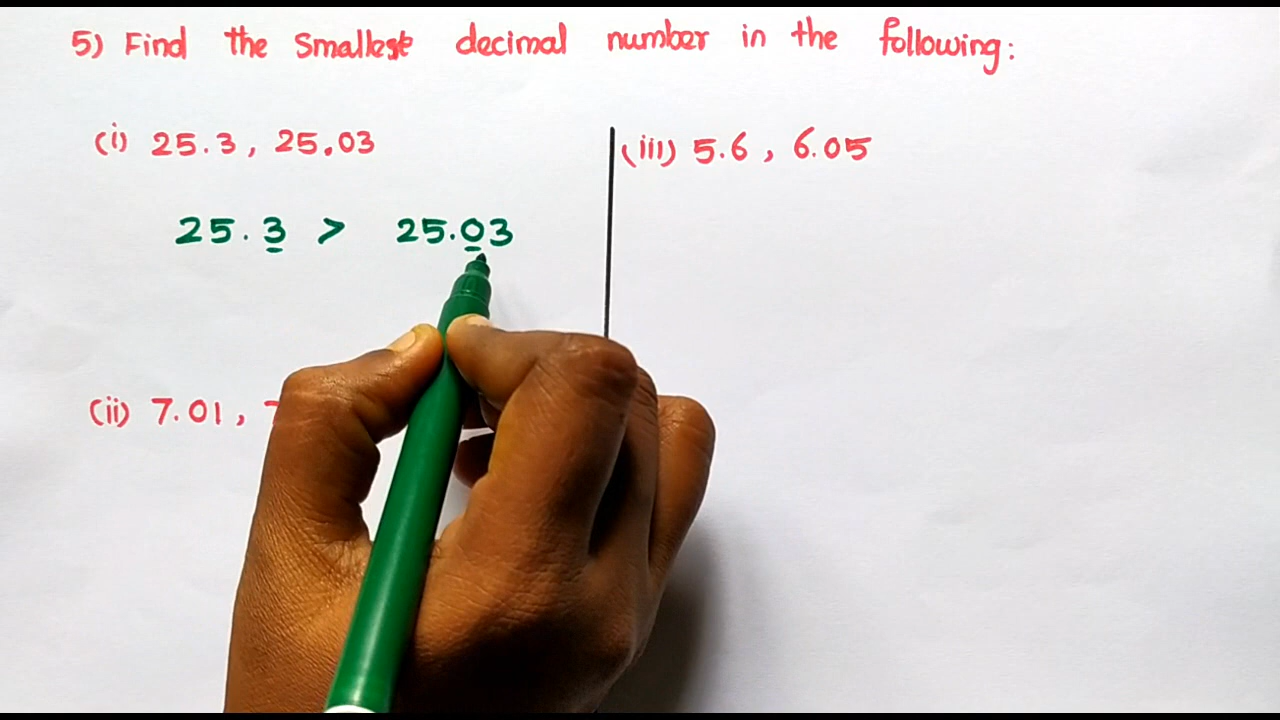 5) Find the smallest decimal number in the following:
(i) 25.3, 25.03
25.3 > 25.03
(ii) 7.01,
(iii) 5.6, 6.05